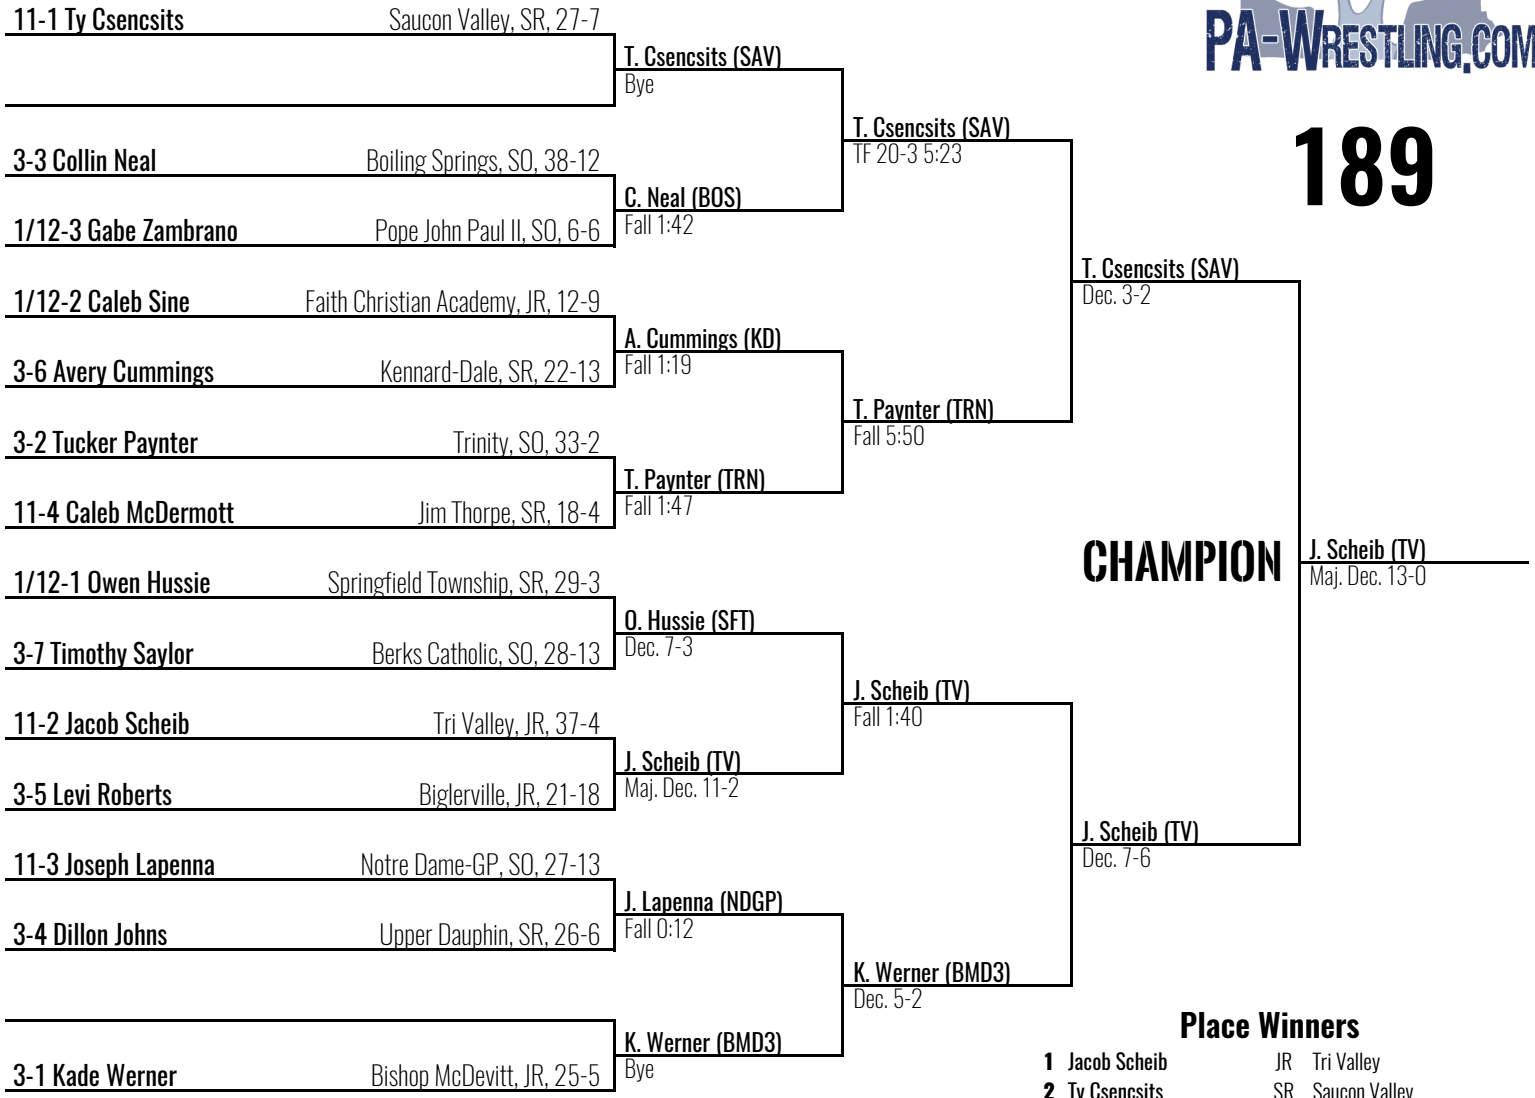 PA-WRESTLING.COM
189
11-1 Ty Csencsits Saucon Valley, SR, 27-7
T. Csencsits (SAV)
Bye
T. Csencsits (SAV)
TF 20-3 5:23
3-3 Collin Neal Boiling Springs, SO, 38-12
C. Neal (BOS)
Fall 1:42
1/12-3 Gabe Zambrano Pope John Paul II, SO, 6-6
T. Csencsits (SAV)
Dec. 3-2
1/12-2 Caleb Sine Faith Christian Academy, JR, 12-9
A. Cummings (KD)
Fall 1:19
3-6 Avery Cummings Kennard-Dale, SR, 22-13
T. Paynter (TRN)
Fall 5:50
3-2 Tucker Paynter Trinity, SO, 33-2
T. Paynter (TRN)
Fall 1:47
11-4 Caleb McDermott Jim Thorpe, SR, 18-4
CHAMPION
J. Scheib (TV)
Maj. Dec. 13-0
1/12-1 Owen Hussie Springfield Township, SR, 29-3
O. Hussie (SFT)
Dec. 7-3
3-7 Timothy Saylor Berks Catholic, SO, 28-13
J. Scheib (TV)
Fall 1:40
11-2 Jacob Scheib Tri Valley, JR, 37-4
J. Scheib (TV)
Maj. Dec. 11-2
3-5 Levi Roberts Biglerville, JR, 21-18
J. Scheib (TV)
Dec. 7-6
11-3 Joseph Lapenna Notre Dame-GP, SO, 27-13
J. Lapenna (NDGP)
Fall 0:12
3-4 Dillon Johns Upper Dauphin, SR, 26-6
K. Werner (BMD3)
Dec. 5-2
K. Werner (BMD3)
Bye
3-1 Kade Werner Bishop McDevitt, JR, 25-5
Place Winners
1 Jacob Scheib JR Tri Valley
2 Ty Csencsits SR Saucon Valley